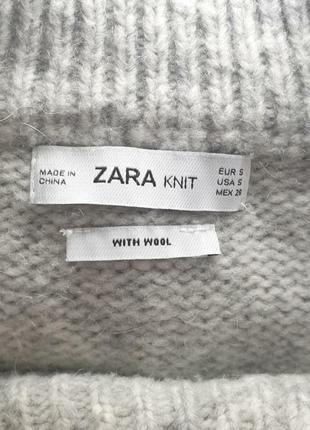 MADE IN
CHINA
ZARA KNIT
EUR S
USA S
MEX 26
WITH WOOL